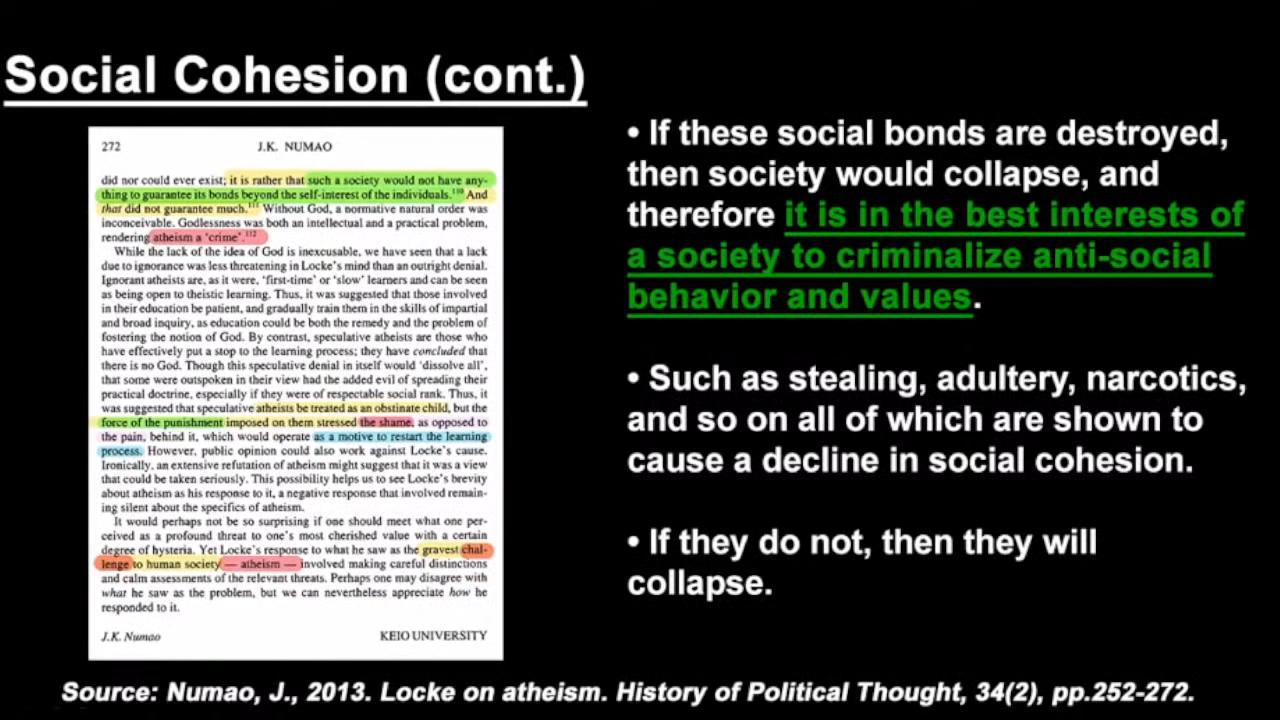 Social Cohesion (cont.)
272 J.K. NUMAO
did nor could ever exist; it is rather that such a society would not have any-
thing to guarantee its bonds beyond the self-interest of the individuals.110 And
that did not guarantee much.111 Without God, a normative natural order was
inconceivable. Godlessness was both an intellectual and a practical problem,
rendering atheism a ‘crime’.112
While the lack of the idea of God is inexcusable, we have seen that a lack
due to ignorance was less threatening in Locke’s mind than an outright denial.
Ignorant atheists are, as it were, ‘first-time’ or ‘slow’ learners and can be seen
as being open to theistic learning. Thus, it was suggested that those involved
in their education be patient, and gradually train them in the skills of impartial
and broad inquiry, as education could be both the remedy and the problem of
fostering the notion of God. By contrast, speculative atheists are those who
have effectively put a stop to the learning process; they have concluded that
there is no God. Though this speculative denial in itself would ‘dissolve all’,
that some were outspoken in their view had the added evil of spreading their
practical doctrine, especially if they were of respectable social rank. Thus, it
was suggested that speculative atheists be treated as an obstinate child, but the
force of the punishment imposed on them stressed the shame, as opposed to
the pain, behind it, which would operate as a motive to restart the learning
process. However, public opinion could also work against Locke’s cause.
Ironically, an extensive refutation of atheism might suggest that it was a view
that could be taken seriously. This possibility helps us to see Locke’s brevity
about atheism as his response to it, a negative response that involved remain-
ing silent about the specifics of atheism.
It would perhaps not be so surprising if one should meet what one per-
ceived as a profound threat to one’s most cherished value with a certain
degree of hysteria. Yet Locke’s response to what he saw as the gravest chal-
lenge to human society — atheism — involved making careful distinctions
and calm assessments of the relevant threats. Perhaps one may disagree with
what he saw as the problem, but we can nevertheless appreciate how he
responded to it.
J.K. Numao KEIO UNIVERSITY
• If these social bonds are destroyed,
then society would collapse, and
therefore it is in the best interests of
a society to criminalize anti-social
behavior and values.
• Such as stealing, adultery, narcotics,
and so on all of which are shown to
cause a decline in social cohesion.
• If they do not, then they will
collapse.
Source: Numao, J., 2013. Locke on atheism. History of Political Thought, 34(2), pp.252-272.